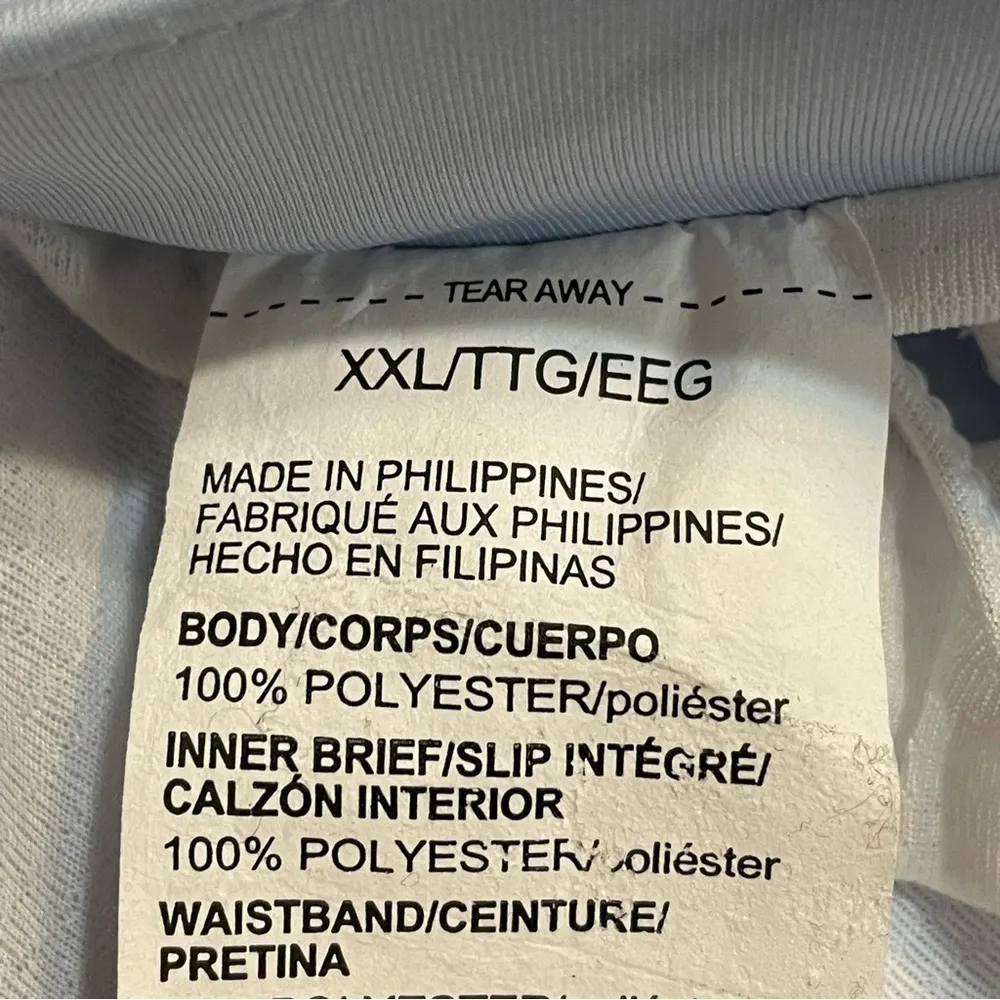 TEAR AWAY
XXL/TTG/EEG
MADE IN PHILIPPINES/
FABRIQUÉ AUX PHILIPPINES/
HECHO EN FILIPINAS
BODY/CORPS/CUERPO
100% POLYESTER/poliéster
INNER BRIEF/SLIP INTÉGRÉ/
CALZÓN INTERIOR
100% POLYESTER/poliéster
WAISTBAND/CEINTURE/
PRETINA